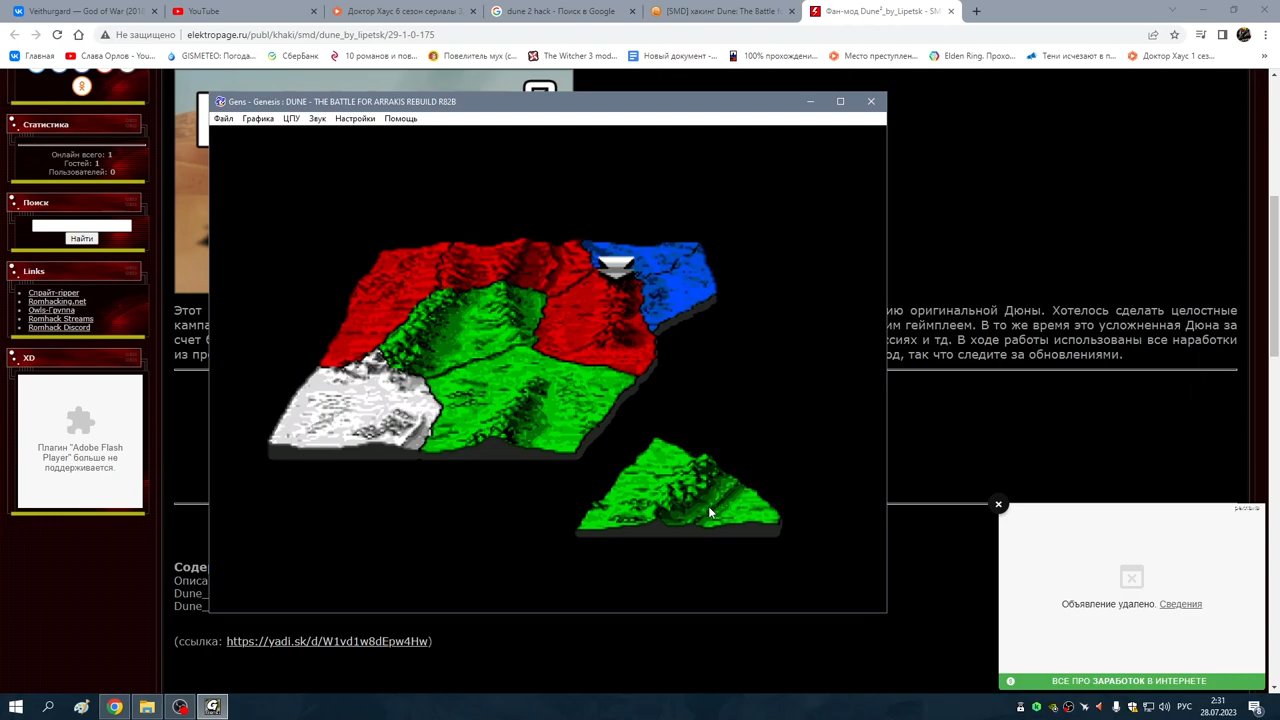 Veithurgard — God of War (2018
YouTube
Доктор Хаус 6 сезон сериалы З
dune 2 hack - Поиск в Google
[SMD] хакинг Dune: The Battle fo
Фан-мод Dune²_by_Lipetsk - SM
Не защищено
elektropage.ru/publ/khaki/smd/dune_by_lipetsk/29-1-0-175
Главная
Слава Орлов – You...
GISMETEO: Погода...
СберБанк
10 романов и пов...
Повелитель мух (с...
The Witcher 3 mod...
Новый документ -...
100% прохождени...
Место преступлен...
Elden Ring. Прохо...
Тени исчезают в п...
Доктор Хаус 1 сез...
Статистика
Онлайн всего: 1
Гостей: 1
Пользователей: 0
Поиск
Найти
Links
Спрайт-ripper
Romhacking.net
Owls-Группа
Romhack Streams
Romhack Discord
XD
Плагин "Adobe Flash
Player" больше не
поддерживается.
Gens - Genesis : DUNE - THE BATTLE FOR ARRAKIS REBUILD R82B
Файл Графика ЦПУ Звук Настройки Помощь
Этот ию оригинальной Дюны. Хотелось сделать целостные
кампа им геймплеем. В то же время это усложненная Дюна за
счет б ссиях и тд. В ходе работы использованы все наработки
из пр од, так что следите за обновлениями.
Соде
Описа
Dune_
Dune_
(ссылка: https://yadi.sk/d/W1vd1w8dEpw4Hw)
Объявление удалено. Сведения
ВСЕ ПРО ЗАРАБОТОК В ИНТЕРНЕТЕ
РУС
2:31
28.07.2023